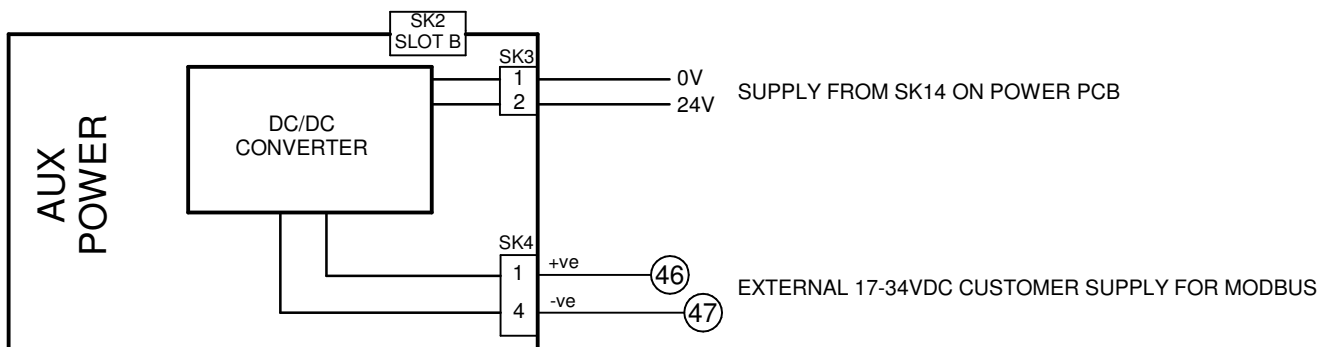 SK2
SLOT B
SK3
1
0V
2
24V
SUPPLY FROM SK14 ON POWER PCB
DC/DC
CONVERTER
AUX
POWER
SK4
1
+ve
46
4
-ve
47
EXTERNAL 17-34VDC CUSTOMER SUPPLY FOR MODBUS